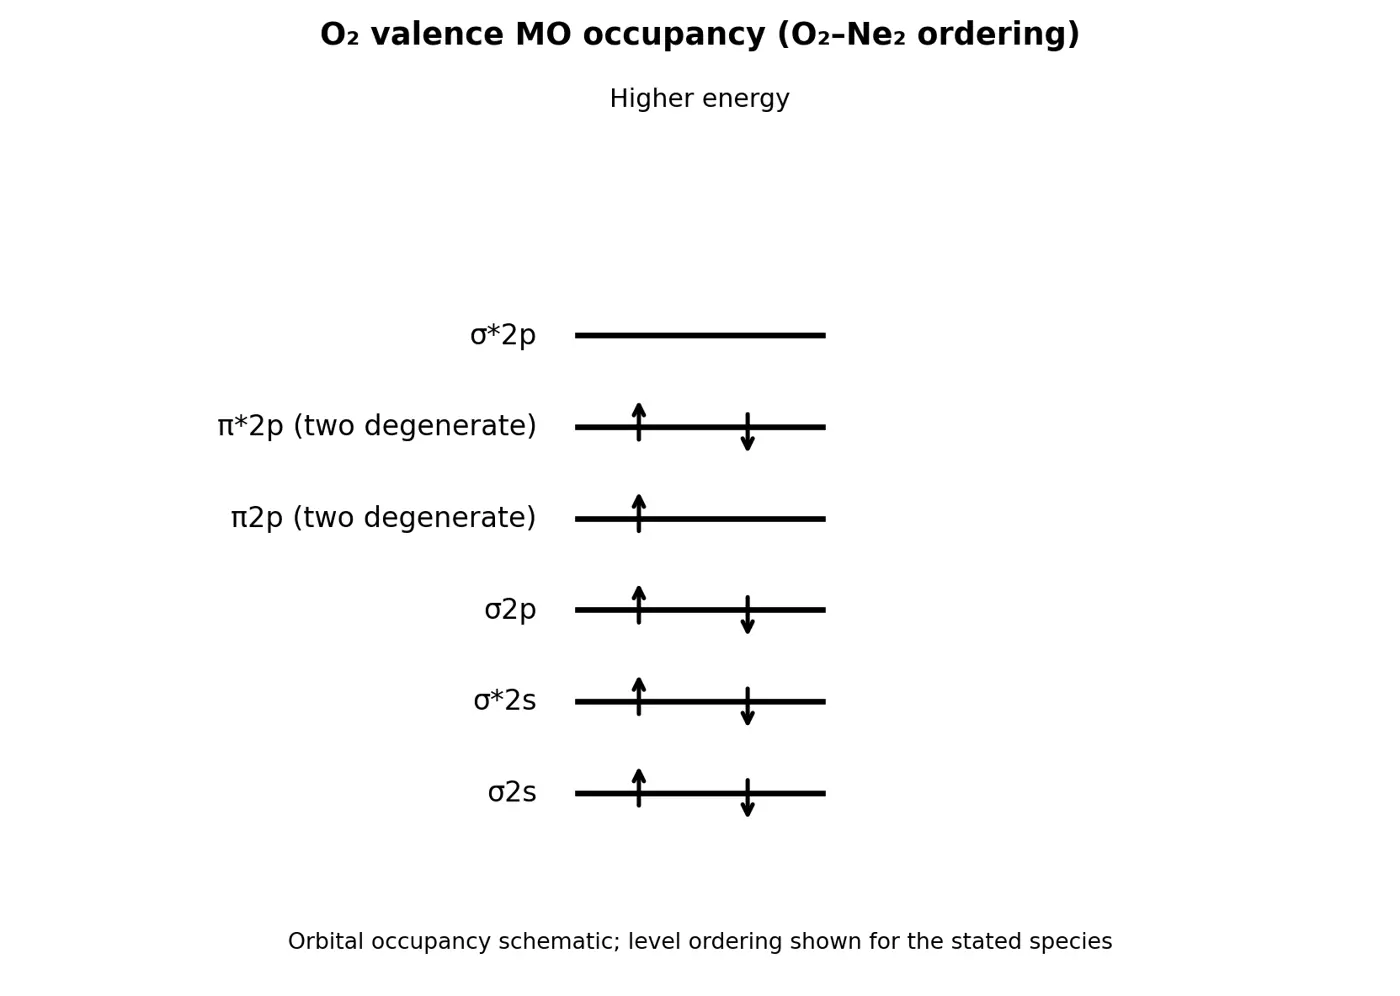 O₂ valence MO occupancy (O₂–Ne₂ ordering)
Higher energy
σ*2p
π*2p (two degenerate)
π2p (two degenerate)
σ2p
σ*2s
σ2s
Orbital occupancy schematic; level ordering shown for the stated species